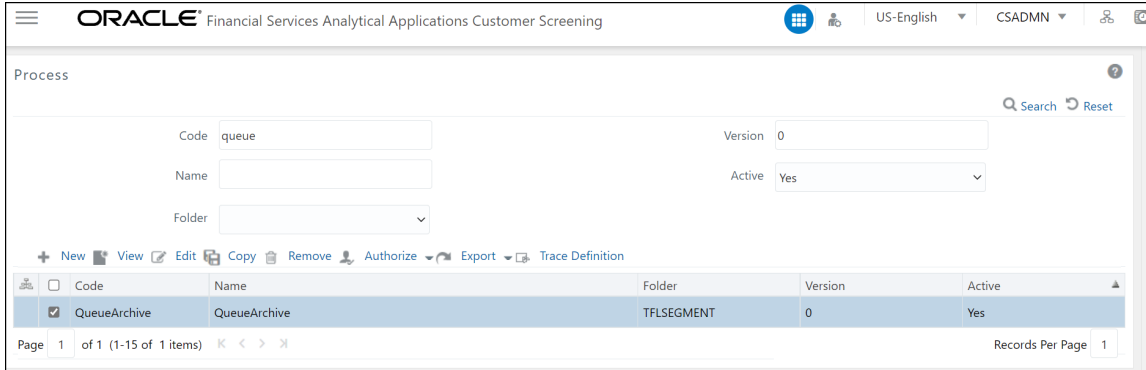 ORACLE® Financial Services Analytical Applications Customer Screening US-English CSADMN
Process
Search Reset
Code queue Version 0
Name Active Yes
Folder
New View Edit Copy Remove Authorize Export Trace Definition
Code Name Folder Version Active
QueueArchive QueueArchive TFLSEGMENT 0 Yes
Page 1 of 1 (1-15 of 1 items) Records Per Page 1